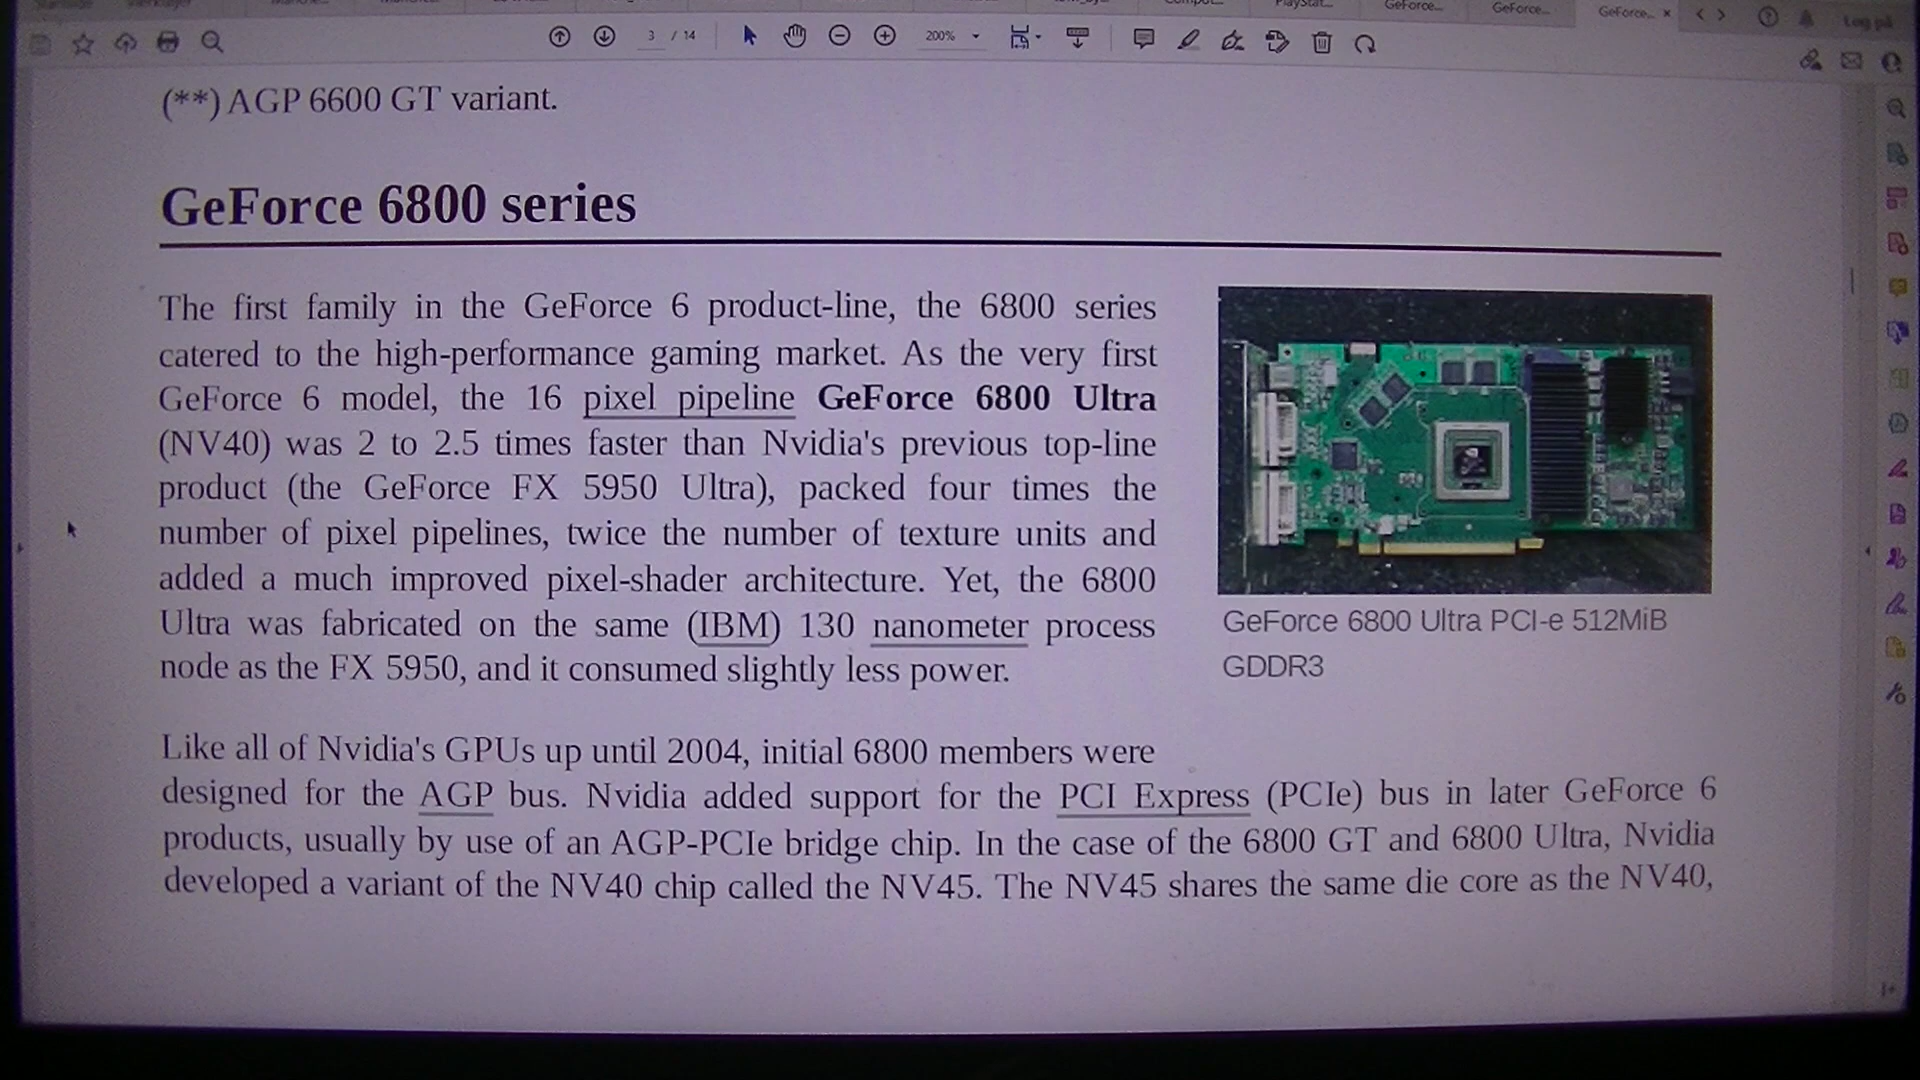 GeForce...
GeForce...
GeForce...
Log på
3 / 14
200%
(**) AGP 6600 GT variant.
GeForce 6800 series
The first family in the GeForce 6 product-line, the 6800 series
catered to the high-performance gaming market. As the very first
GeForce 6 model, the 16 pixel pipeline GeForce 6800 Ultra
(NV40) was 2 to 2.5 times faster than Nvidia's previous top-line
product (the GeForce FX 5950 Ultra), packed four times the
number of pixel pipelines, twice the number of texture units and
added a much improved pixel-shader architecture. Yet, the 6800
Ultra was fabricated on the same (IBM) 130 nanometer process
node as the FX 5950, and it consumed slightly less power.
GeForce 6800 Ultra PCI-e 512MiB
GDDR3
Like all of Nvidia's GPUs up until 2004, initial 6800 members were
designed for the AGP bus. Nvidia added support for the PCI Express (PCIe) bus in later GeForce 6
products, usually by use of an AGP-PCIe bridge chip. In the case of the 6800 GT and 6800 Ultra, Nvidia
developed a variant of the NV40 chip called the NV45. The NV45 shares the same die core as the NV40,